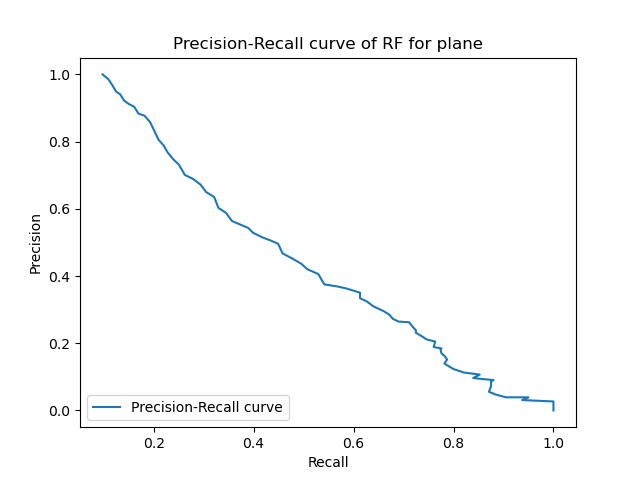 Precision-Recall curve of RF for plane
1.0
0.8
0.6
0.4
0.2
0.0
Precision
Precision-Recall curve
0.2 0.4 0.6 0.8 1.0
Recall